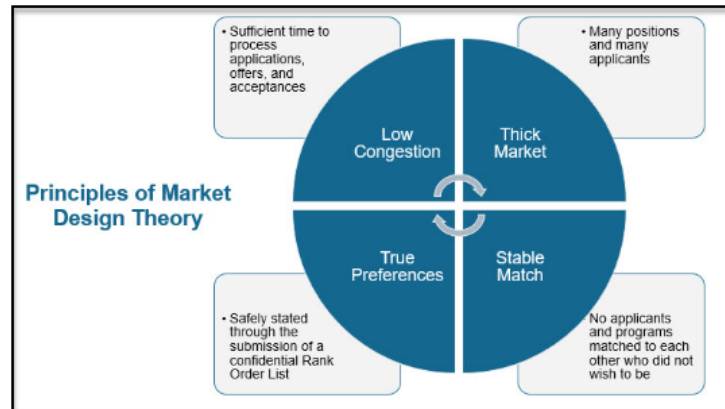 • Sufficient time to
process
applications,
offers, and
acceptances
• Many positions
and many
applicants
Low
Congestion
Thick
Market
Principles of Market
Design Theory
True
Preferences
Stable
Match
• Safely stated
through the
submission of a
confidential Rank
Order List
• No applicants
and programs
matched to each
other who did not
wish to be